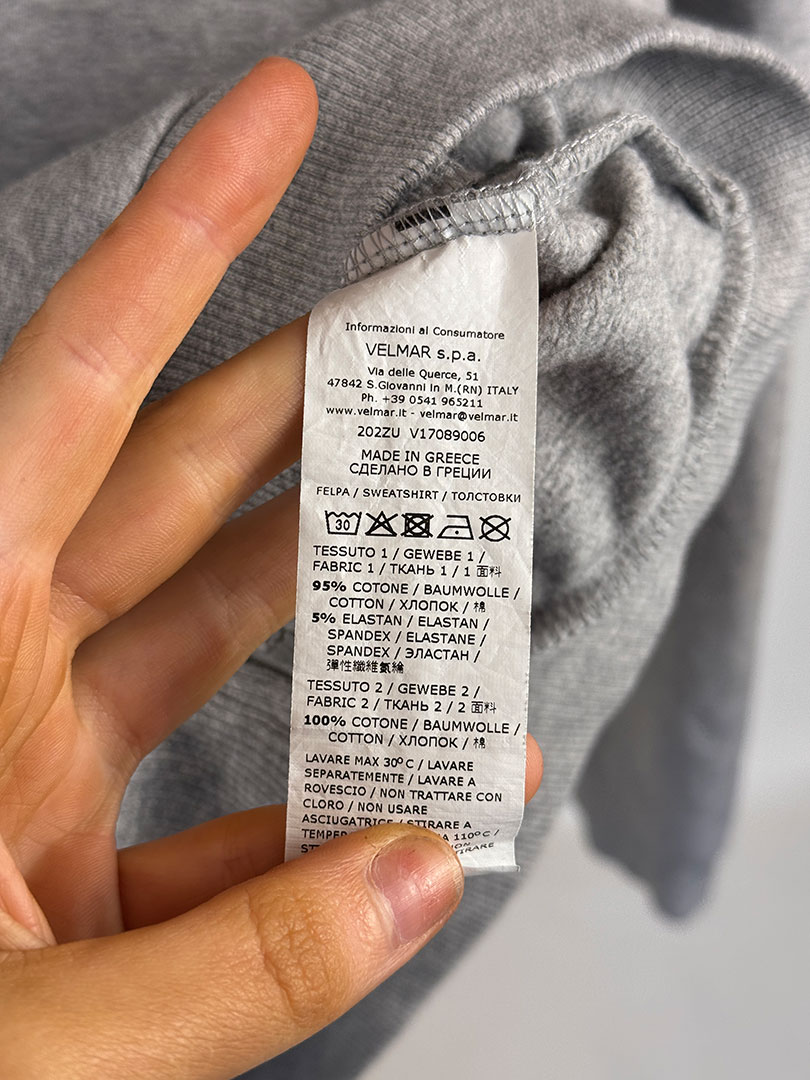 Informazioni al Consumatore
VELMAR s.p.a.
Via delle Querce, 51
47842 S.Giovanni in M.(RN) ITALY
Ph. +39 0541 965211
www.velmar.it - velmar@velmar.it
202ZU V17089006
MADE IN GREECE
СДЕЛАНО В ГРЕЦИИ
FELPA / SWEATSHIRT / ТОЛСТОВКИ
30
TESSUTO 1 / GEWEBE 1 /
FABRIC 1 / ТКАНЬ 1 / 1 面料
95% COTONE / BAUMWOLLE /
COTTON / ХЛОПОК / 棉
5% ELASTAN / ELASTAN /
SPANDEX / ELASTANE /
SPANDEX / ЭЛАСТАН /
彈性纖維氨綸
TESSUTO 2 / GEWEBE 2 /
FABRIC 2 / ТКАНЬ 2 / 2 面料
100% COTONE / BAUMWOLLE /
COTTON / ХЛОПОК / 棉
LAVARE MAX 30ºC / LAVARE
SEPARATEMENTE / LAVARE A
ROVESCIO / NON TRATTARE CON
CLORO / NON USARE
ASCIUGATRICE / STIRARE A
A 110ºC /